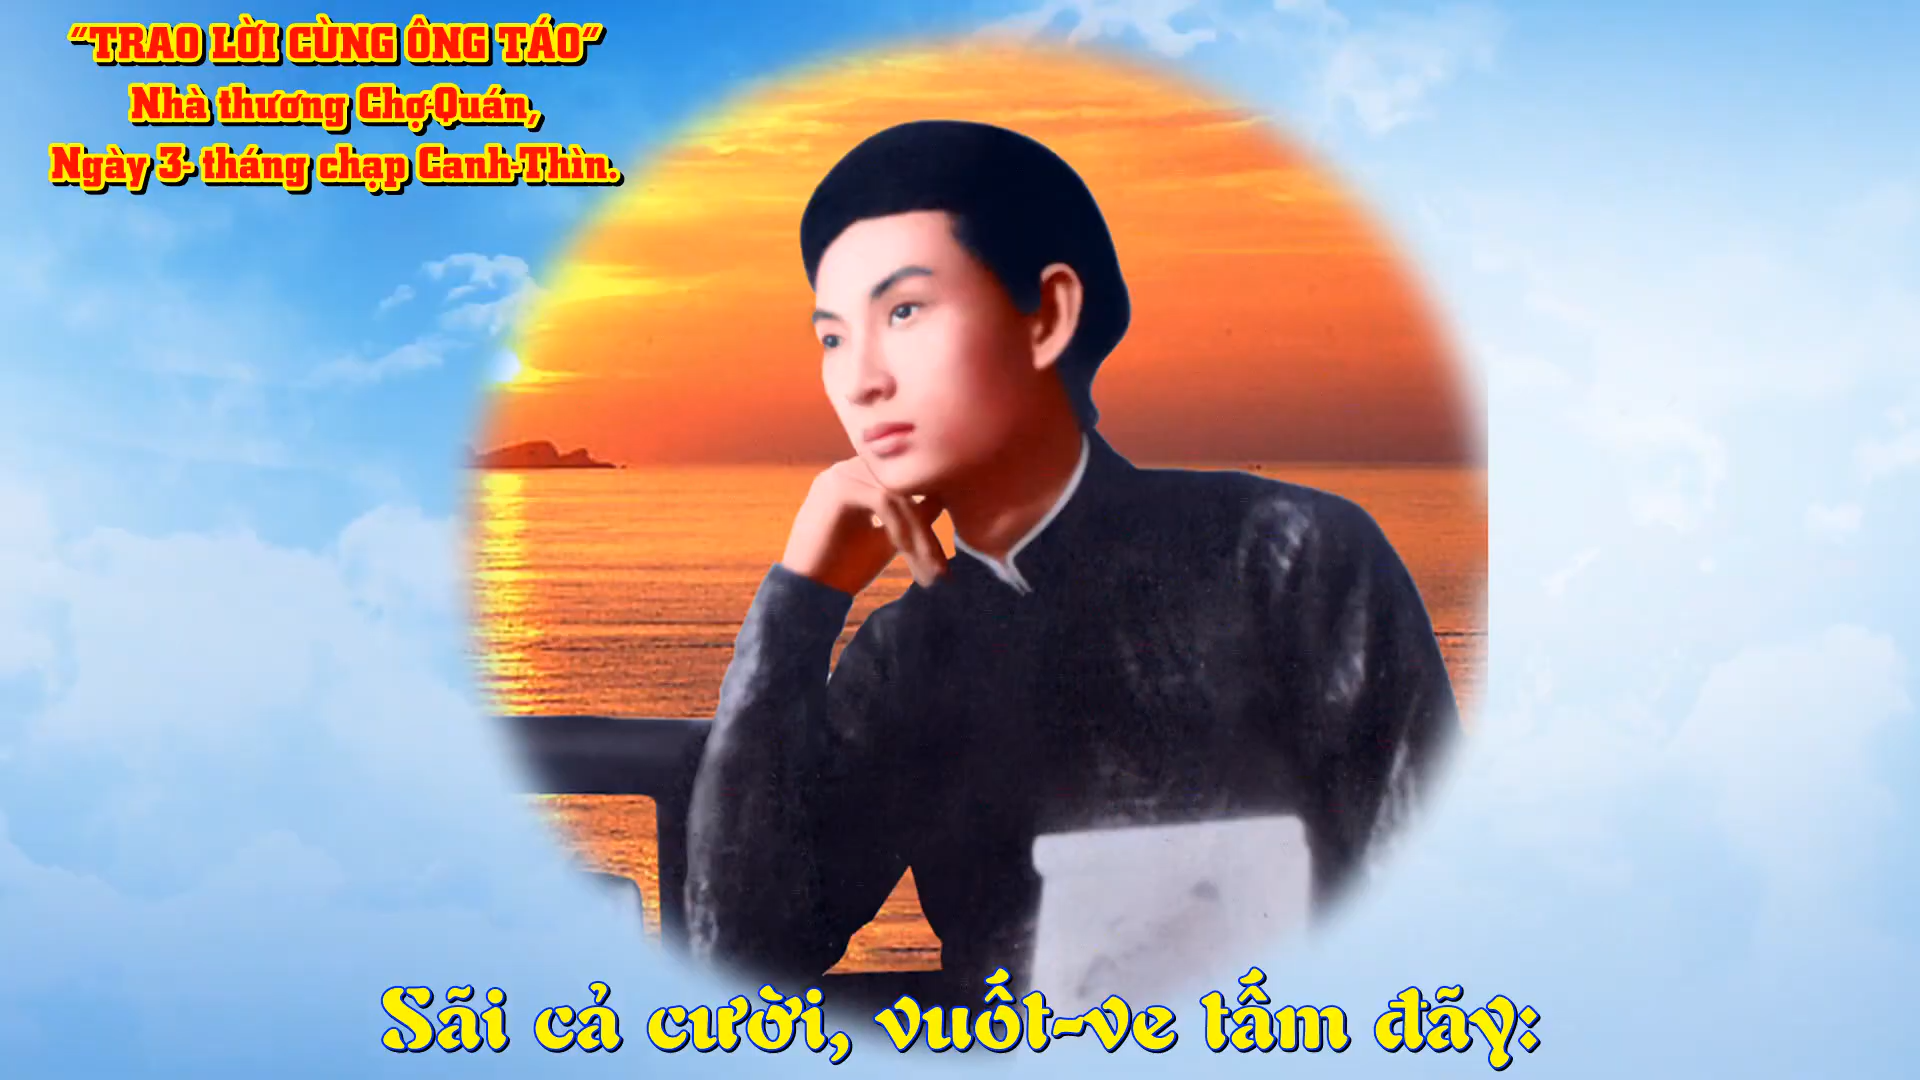 "TRAO LỜI CÙNG ÔNG TÁO"
Nhà thương Chợ-Quán,
Ngày 3- tháng chạp Canh-Thìn.
Sãi cả cười, vuốt-ve tấm đãy: